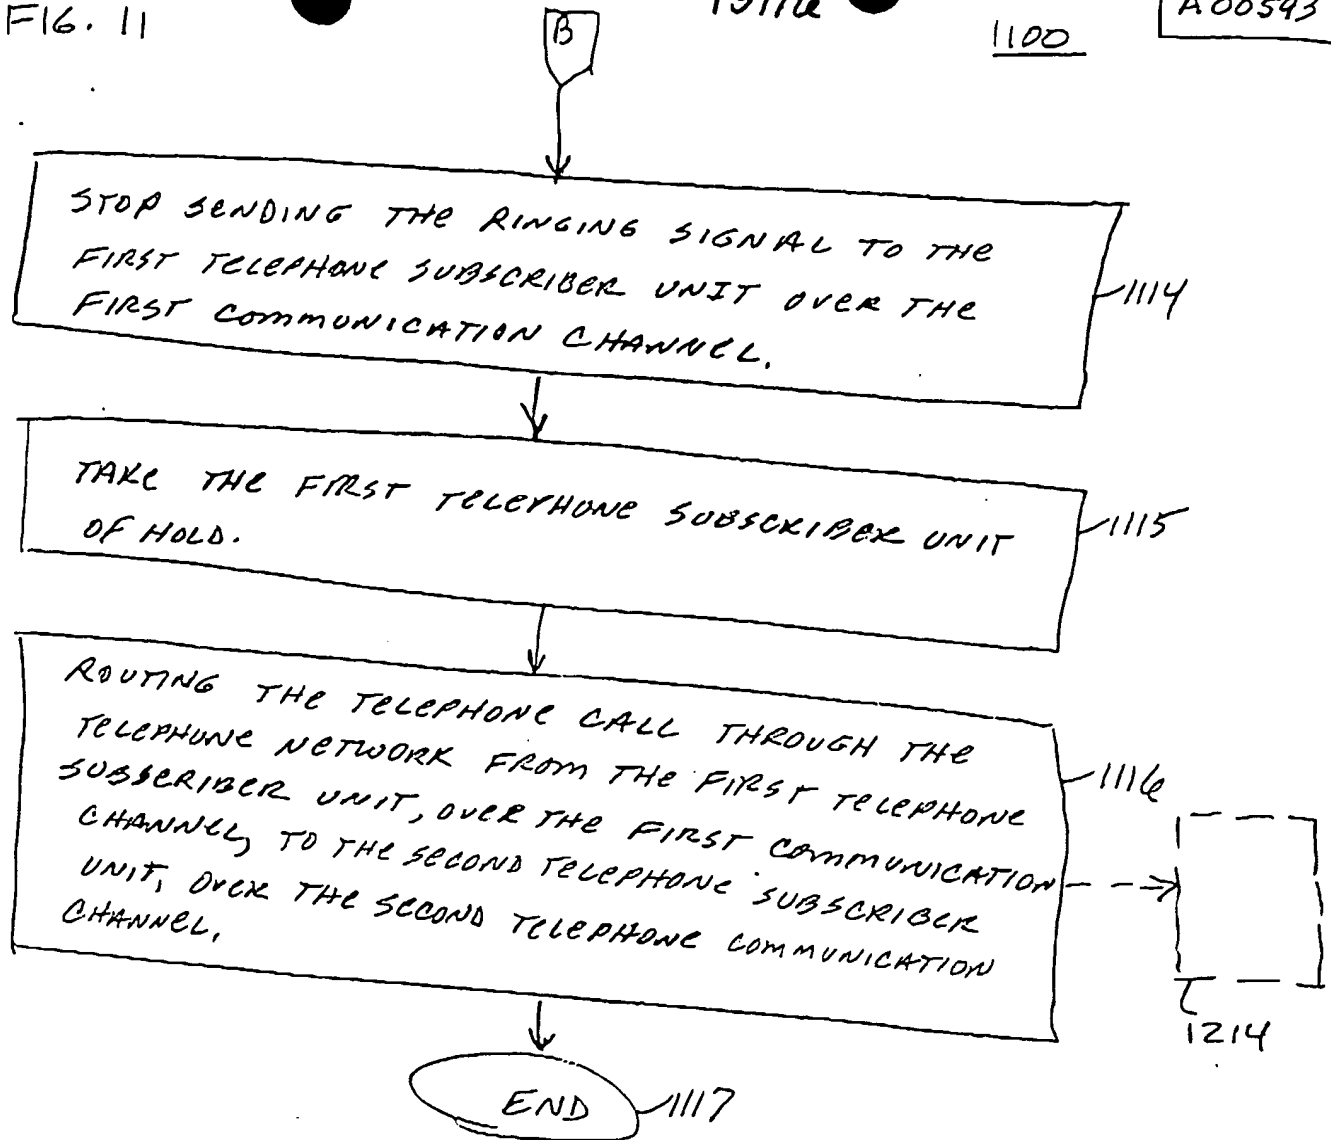 FIG. 11
1100
A00593
B
STOP SENDING THE RINGING SIGNAL TO THE
FIRST TELEPHONE SUBSCRIBER UNIT OVER THE
FIRST COMMUNICATION CHANNEL.
1114
TAKE THE FIRST TELEPHONE SUBSCRIBER UNIT
OF HOLD.
1115
ROUTING THE TELEPHONE CALL THROUGH THE
TELEPHONE NETWORK FROM THE FIRST TELEPHONE
SUBSCRIBER UNIT, OVER THE FIRST COMMUNICATION
CHANNEL, TO THE SECOND TELEPHONE SUBSCRIBER
UNIT, OVER THE SECOND TELEPHONE COMMUNICATION
CHANNEL.
1116
1214
END
1117